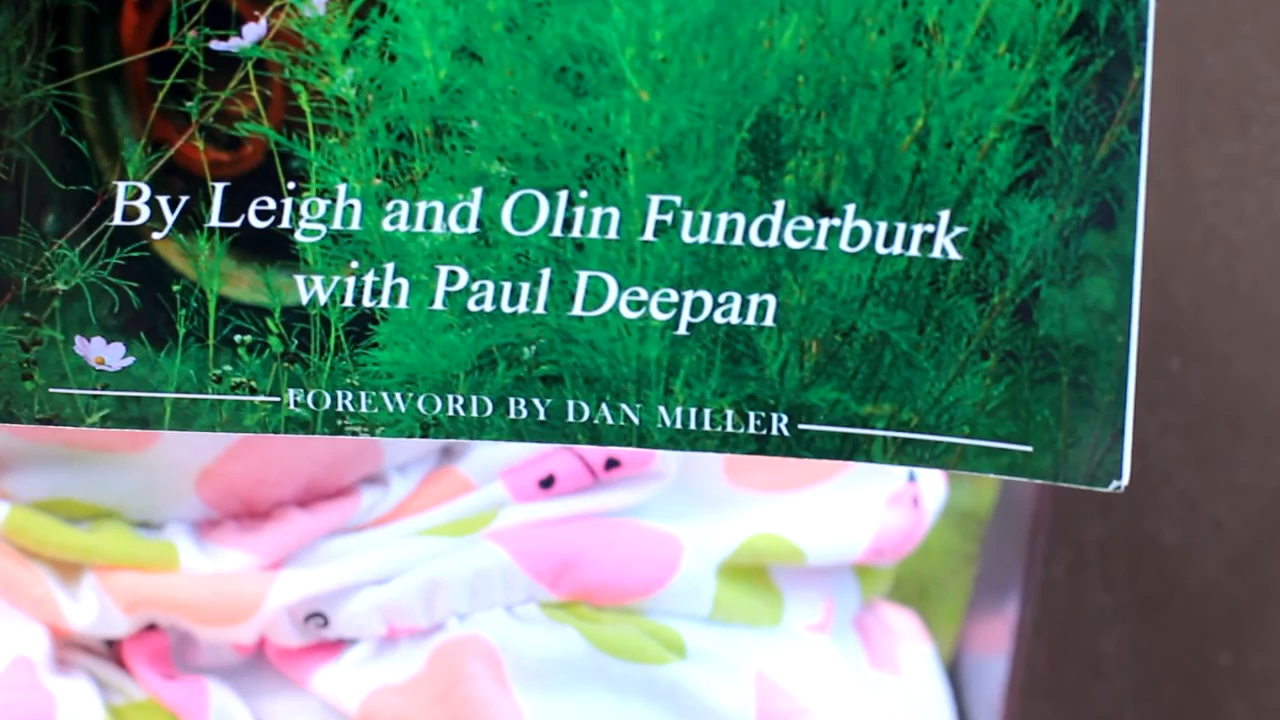 By Leigh and Olin Funderburk
with Paul Deepan
FOREWORD BY DAN MILLER